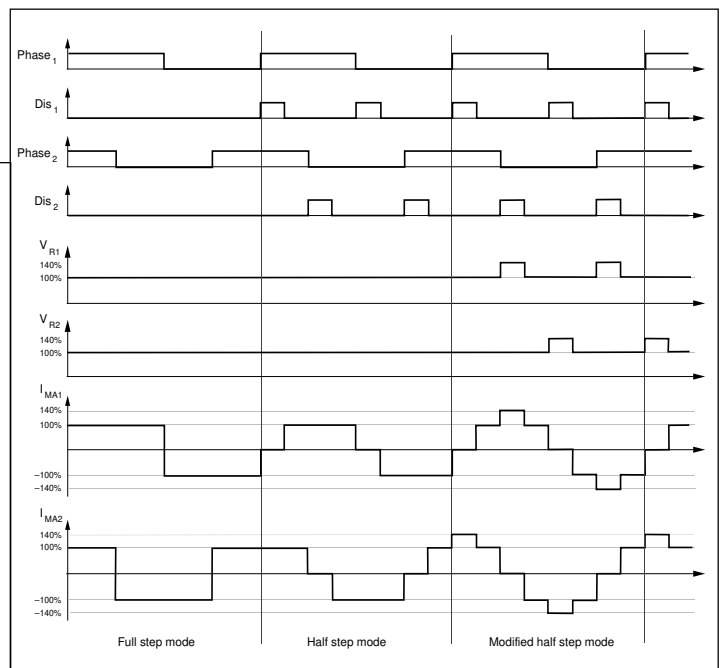 Phase 1
Dis 1
Phase 2
Dis 2
V R1
140%
100%
V R2
140%
100%
I MA1
140%
100%
–100%
–140%
I MA2
140%
100%
–100%
–140%
Full step mode Half step mode Modified half step mode